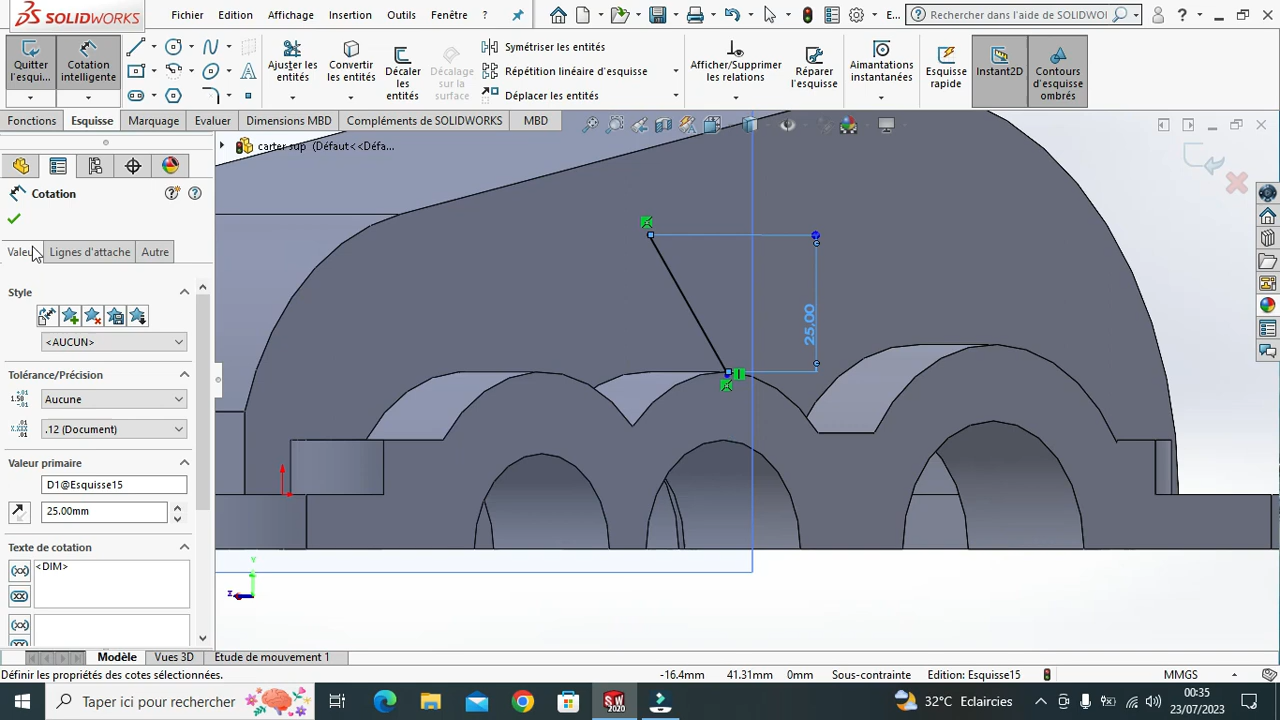 SOLIDWORKS Fichier Edition Affichage Insertion Outils Fenêtre E... Rechercher dans l'aide de SOLIDWOI ?
Quitter l'esqui... Cotation intelligente Ajuster les entités Convertir les entités Décaler les entités Décalage sur la surface Symétriser les entités Répétition linéaire d'esquisse Déplacer les entités Afficher/Supprimer les relations Réparer l'esquisse Aimantations instantanées Esquisse rapide Instant2D Contours d'esquisse ombrés
Fonctions Esquisse Marquage Evaluer Dimensions MBD Compléments de SOLIDWORKS MBD
carter sup (Défaut<<Défa...
Cotation
Valeu Lignes d'attache Autre
Style
<AUCUN>
Tolérance/Précision
Aucune
.12 (Document)
Valeur primaire
D1@Esquisse15
25.00mm
Texte de cotation
<DIM>
25,00
Y
Z
Modèle Vues 3D Etude de mouvement 1
Définir les propriétés des cotes sélectionnées. -16.4mm 41.31mm 0mm Sous-contrainte Edition: Esquisse15 MMGS
Taper ici pour rechercher 32°C Eclaircies 00:35
23/07/2023